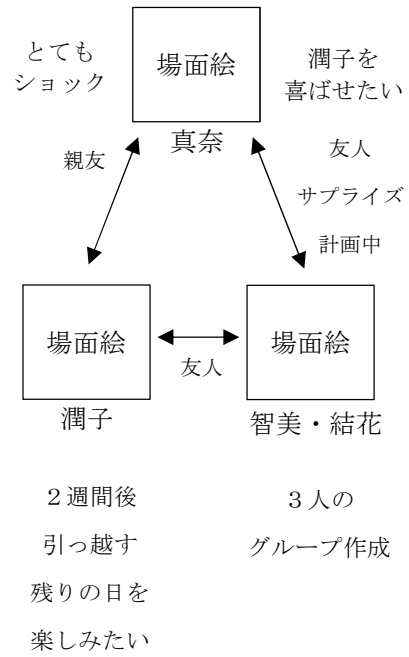 とても
ショック
場面絵
潤子を
喜ばせたい
真奈
親友
友人
サプライズ
計画中
場面絵
友人
場面絵
潤子
智美・結花
２週間後
引っ越す
残りの日を
楽しみたい
３人の
グループ作成